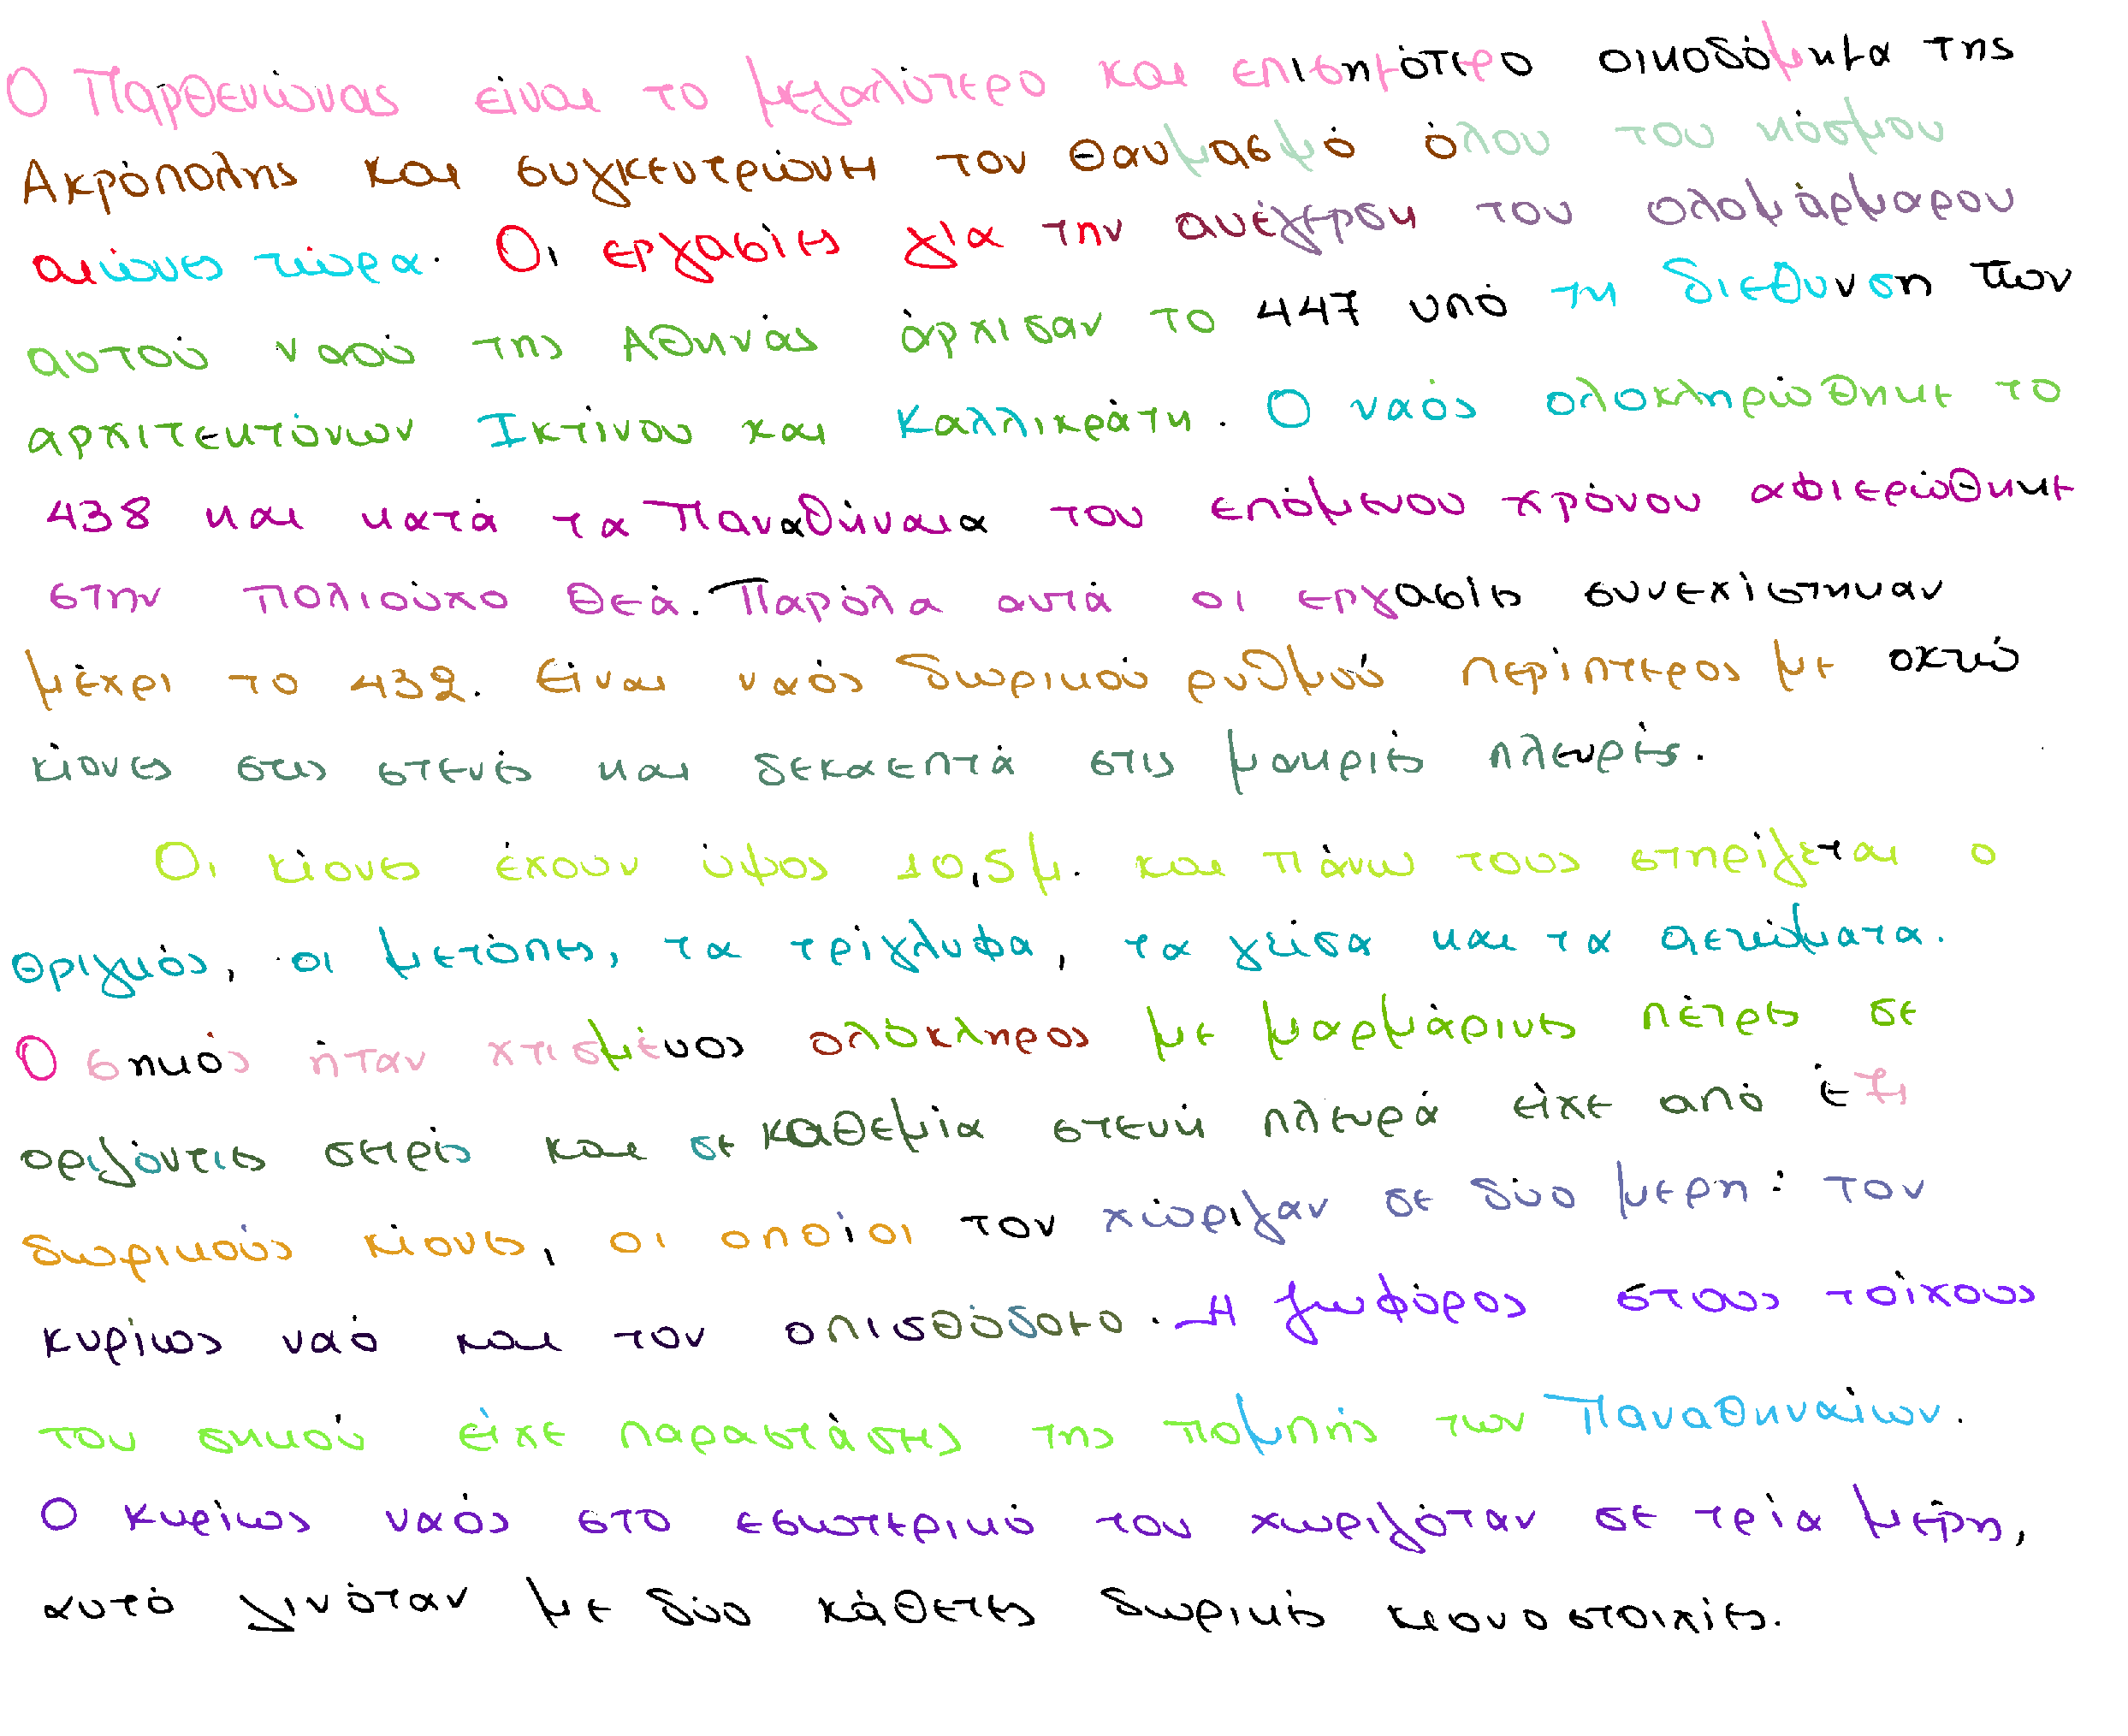 Ο Παρθενώνας είναι το μεγαλύτερο και επισημότερο οικοδόμημα της
Ακρόπολης και συγκεντρώνει τον θαυμασμό όλου του κόσμου
αιώνες τώρα. Οι εργασίες για την ανέγερση του ολομάρμαρου
αυτού ναού της Αθηνάς άρχισαν το 447 υπό τη διεύθυνση των
αρχιτεκτόνων Ικτίνου και Καλλικράτη. Ο ναός ολοκληρώθηκε το
438 και κατά τα Παναθήναια του επόμενου χρόνου αφιερώθηκε
στην πολιούχο θεά. Παρόλα αυτά οι εργασίες συνεχίστηκαν
μέχρι το 432. Είναι ναός δωρικού ρυθμού περίπτερος με οκτώ
κίονες στις στενές και δεκαεπτά στις μακριές πλευρές.
Οι κίονες έχουν ύψος 10,5μ. και πάνω τους στηρίζεται ο
θριγκός, οι μετόπες, τα τρίγλυφα, τα γείσα και τα αετώματα.
Ο σηκός ήταν χτισμένος ολόκληρος με μαρμάρινες πέτρες σε
οριζόντιες σειρές και σε καθεμία στενή πλευρά είχε από έξι
δωρικούς κίονες, οι οποίοι τον χώριζαν σε δύο μερη: τον
κυρίως ναό και τον οπισθόδομο. Η ζωφόρος στους τοίχους
του σηκού είχε παραστάσεις της πομπής των Παναθηναίων.
Ο κυρίως ναός στο εσωτερικό του χωριζόταν σε τρία μέρη,
αυτό γινόταν με δύο κάθετες δωρικές κιονοστοιχίες.